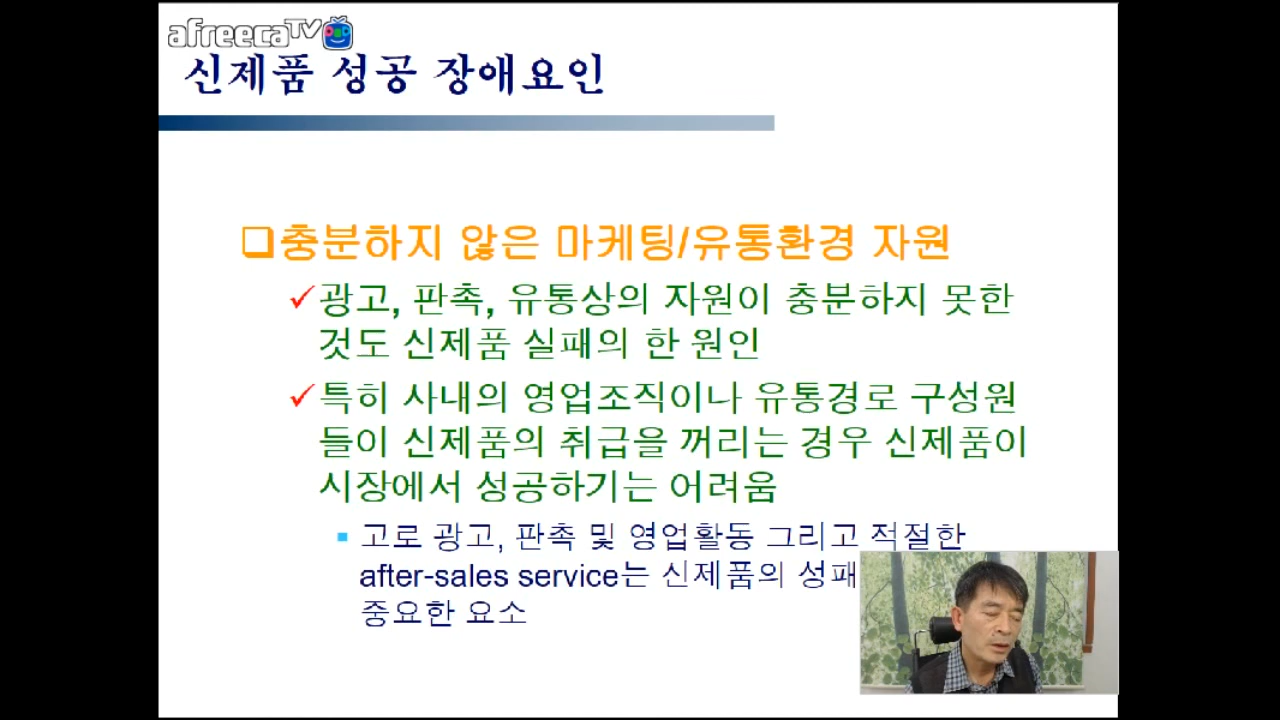 afreecaTV
신제품 성공 장애요인
충분하지 않은 마케팅/유통환경 자원
광고, 판촉, 유통상의 자원이 충분하지 못한
것도 신제품 실패의 한 원인
특히 사내의 영업조직이나 유통경로 구성원
들이 신제품의 취급을 꺼리는 경우 신제품이
시장에서 성공하기는 어려움
고로 광고, 판촉 및 영업활동 그리고 적절한
after-sales service는 신제품의 성패
중요한 요소